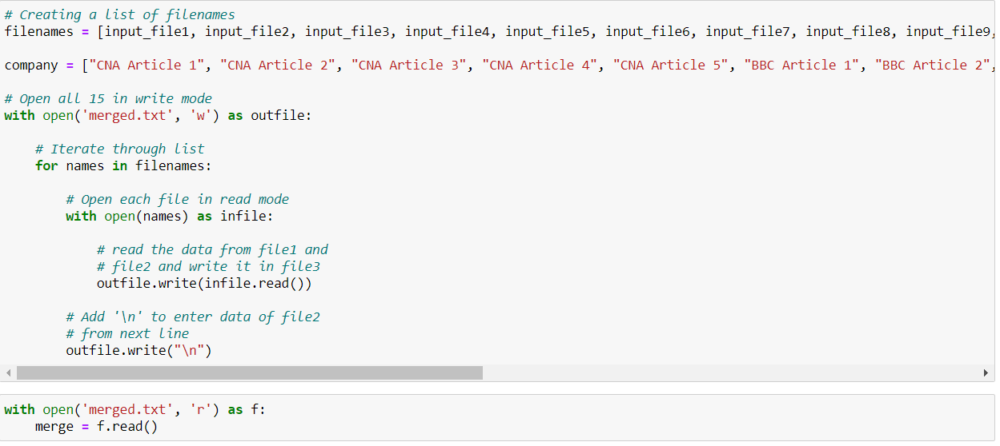 # Creating a list of filenames
filenames = [input_file1, input_file2, input_file3, input_file4, input_file5, input_file6, input_file7, input_file8, input_file9,
company = ["CNA Article 1", "CNA Article 2", "CNA Article 3", "CNA Article 4", "CNA Article 5", "BBC Article 1", "BBC Article 2",
# Open all 15 in write mode
with open('merged.txt', 'w') as outfile:
    # Iterate through list
    for names in filenames:
        # Open each file in read mode
        with open(names) as infile:
            # read the data from file1 and
            # file2 and write it in file3
            outfile.write(infile.read())
        # Add '\n' to enter data of file2
        # from next line
        outfile.write("\n")
with open('merged.txt', 'r') as f:
    merge = f.read()